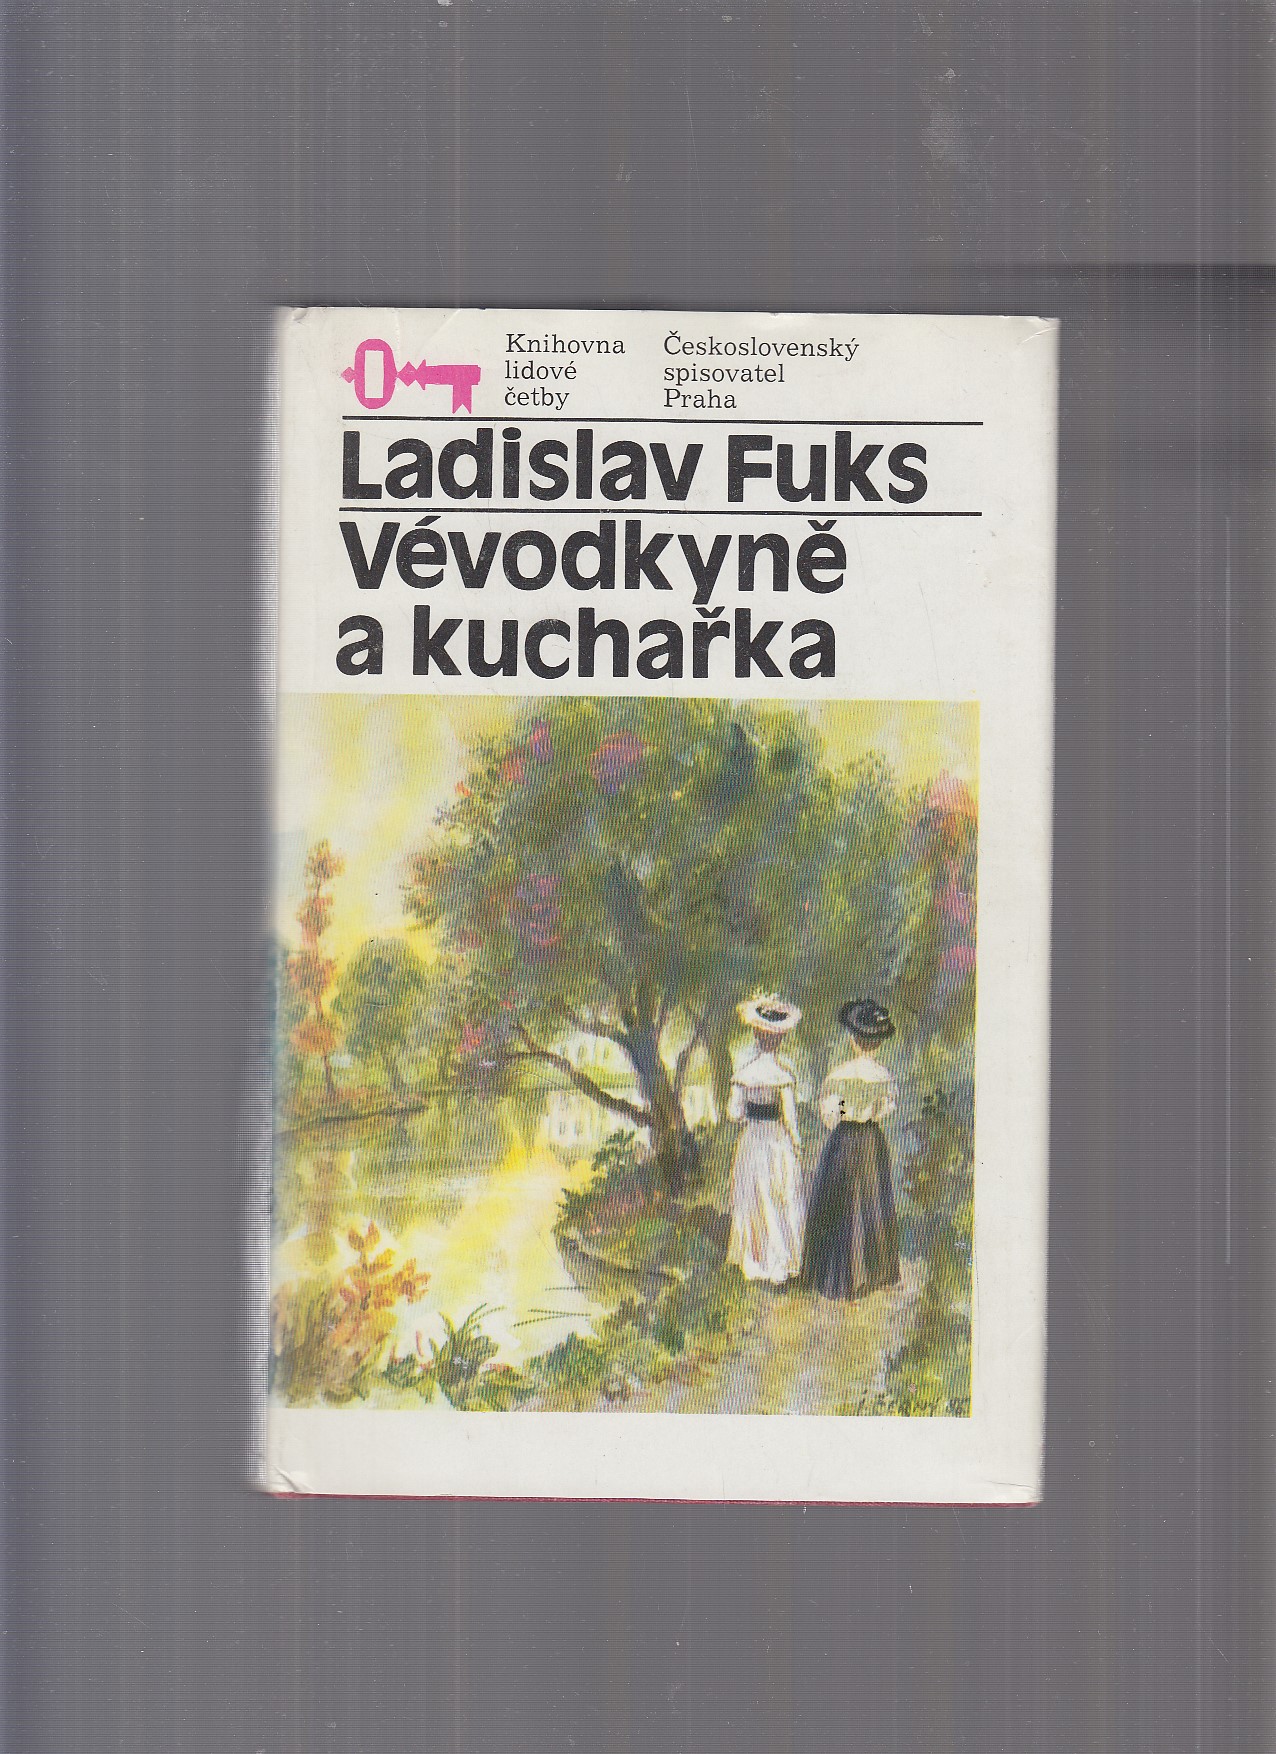 Knihovna
lidové
četby
Československý
spisovatel
Praha
Ladislav Fuks
Vévodkyně
a kuchařka